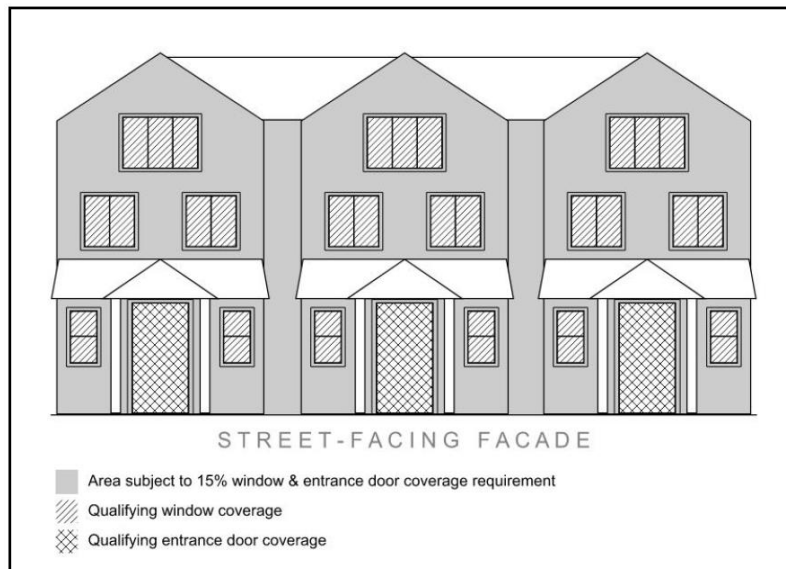 STREET-FACING FACADE
Area subject to 15% window & entrance door coverage requirement
Qualifying window coverage
Qualifying entrance door coverage